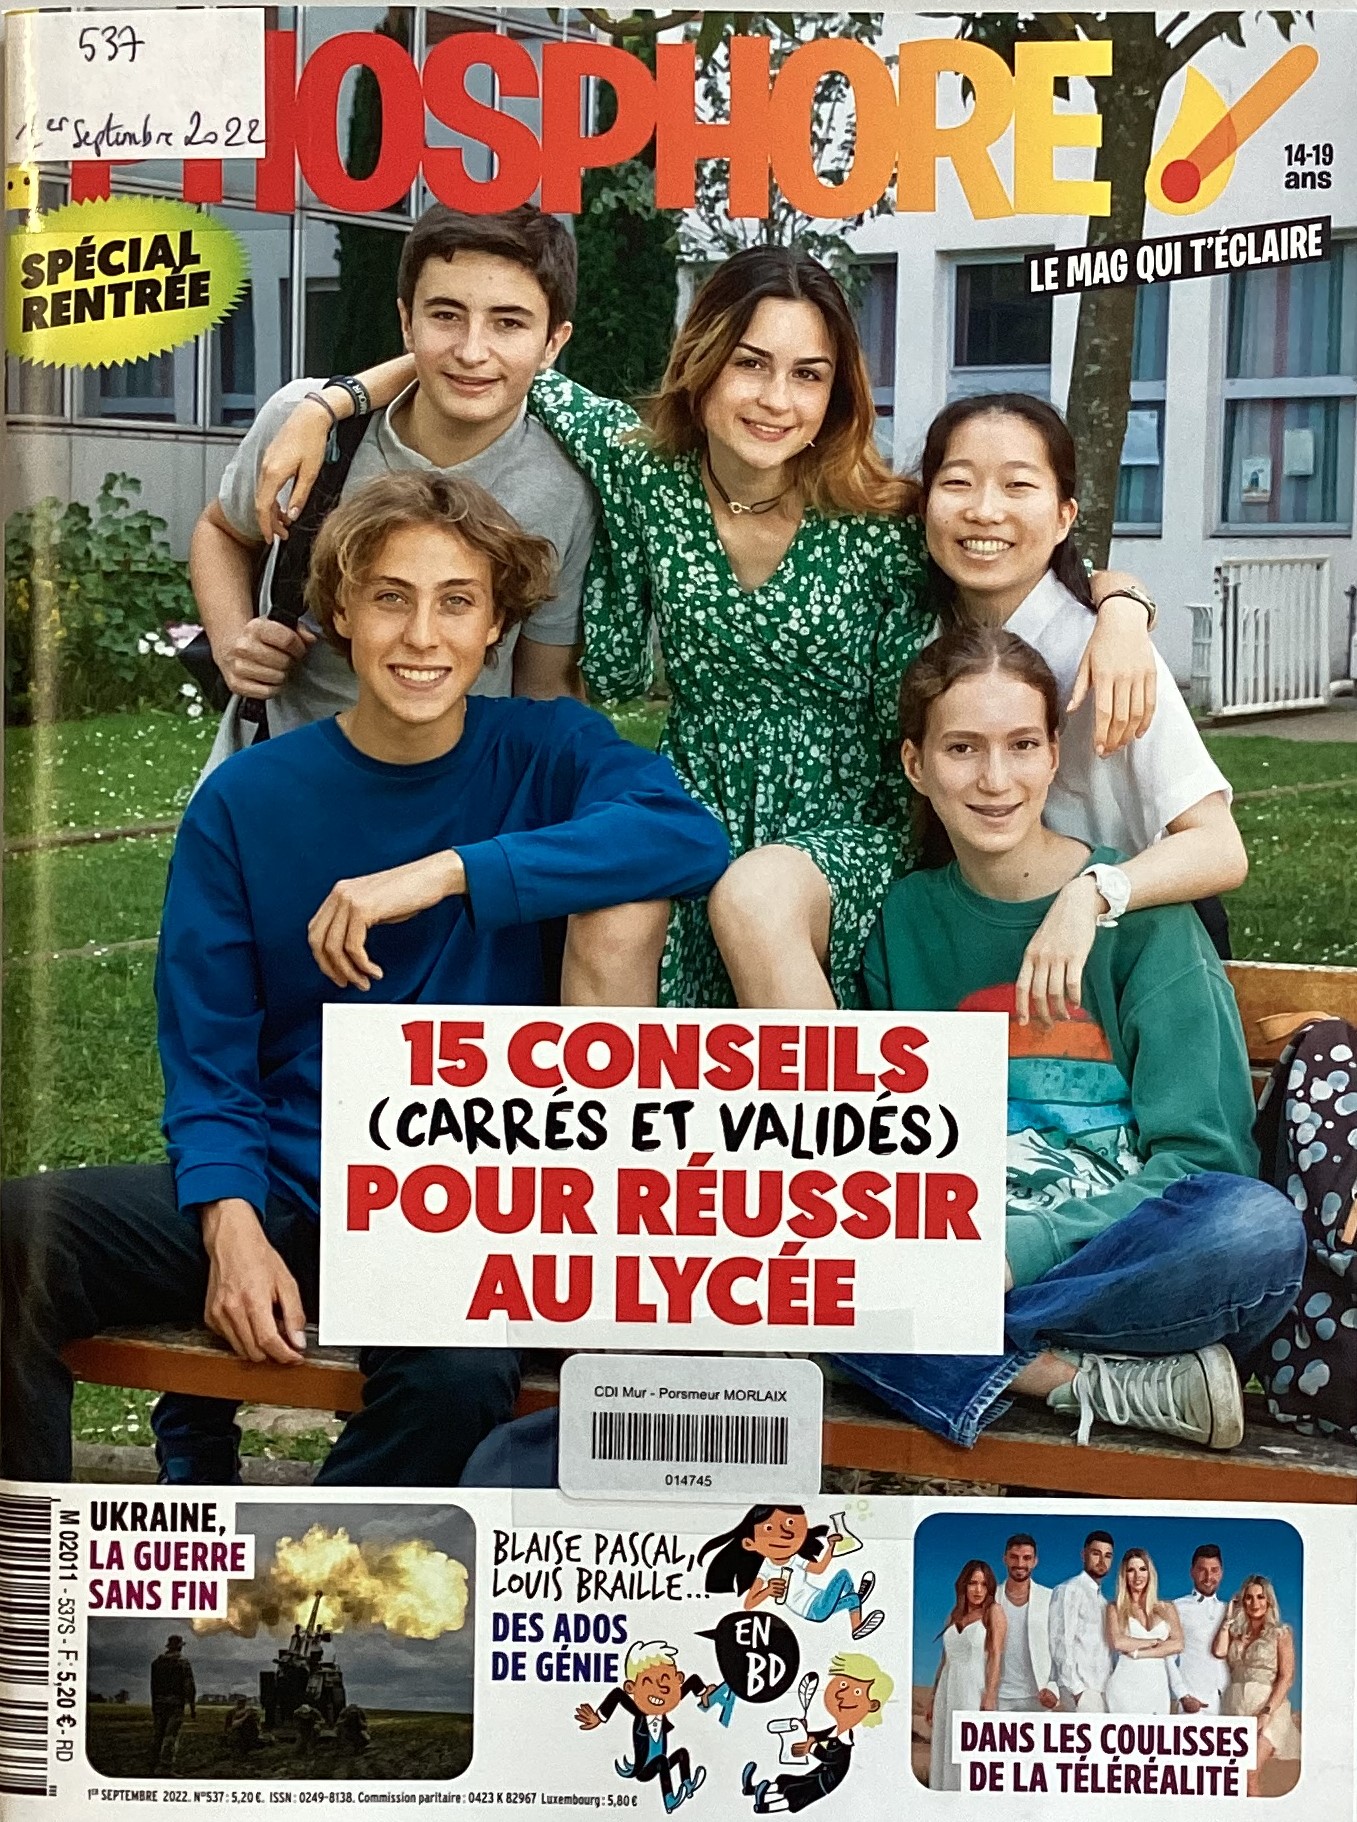 537
1er Septembre 2022
PHOSPHORE
14-19
ans
LE MAG QUI T'ÉCLAIRE
SPÉCIAL
RENTRÉE
15 CONSEILS
(CARRÉS ET VALIDÉS)
POUR RÉUSSIR
AU LYCÉE
CDI Mur - Porsmeur MORLAIX
014745
M 02011 - 537S - F: 5,20 € - RD
UKRAINE,
LA GUERRE
SANS FIN
BLAISE PASCAL,
LOUIS BRAILLE...
DES ADOS
DE GÉNIE
EN
BD
DANS LES COULISSES
DE LA TÉLÉRÉALITÉ
1ER SEPTEMBRE 2022. N°537 : 5,20 €. ISSN : 0249-8138. Commission paritaire : 0423 K 82967 Luxembourg : 5,80 €